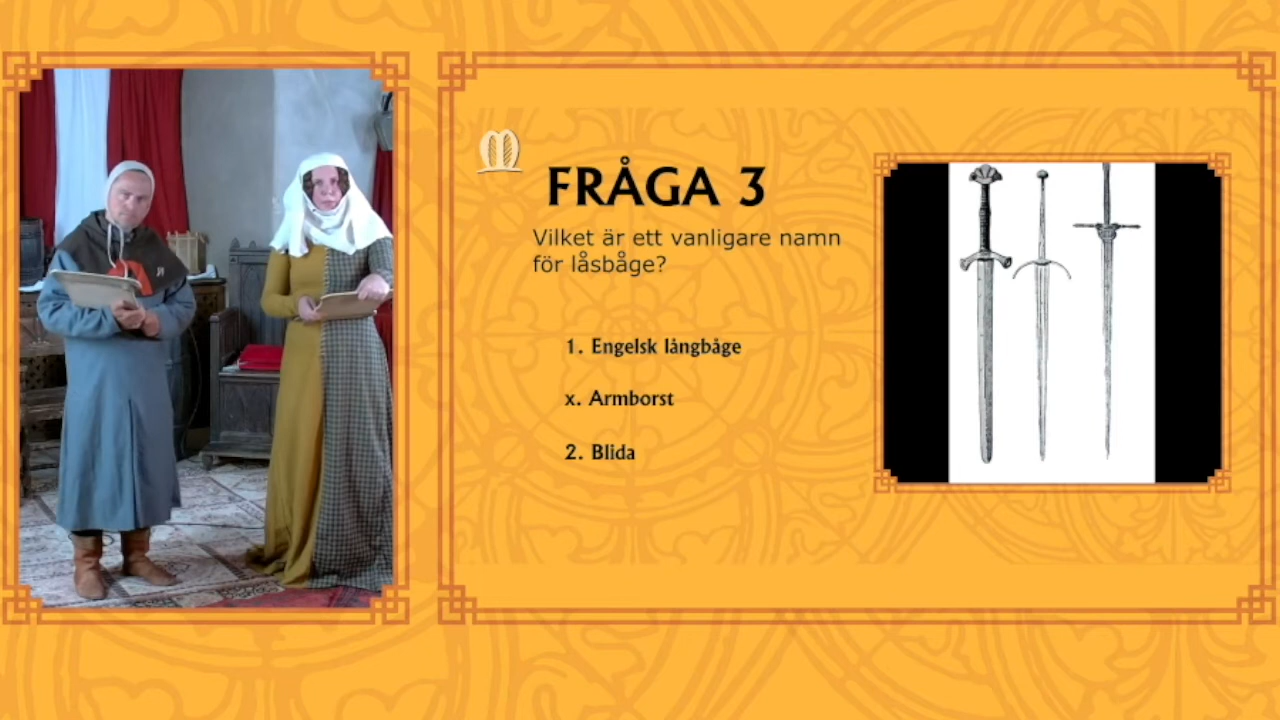 FRÅGA 3
Vilket är ett vanligare namn
för låsbåge?
1. Engelsk långbåge
x. Armborst
2. Blida